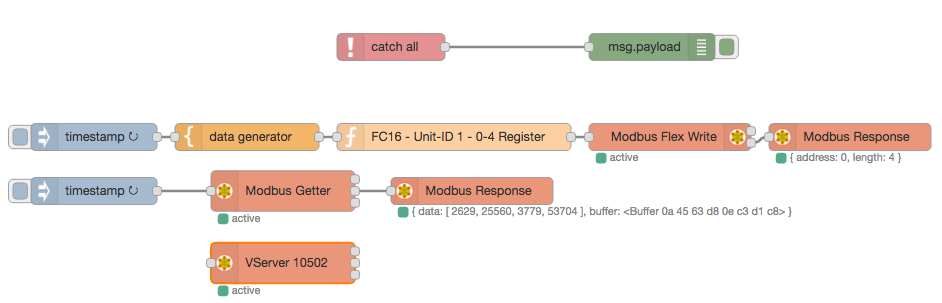 catch all
msg.payload
timestamp ↻
data generator
FC16 - Unit-ID 1 - 0-4 Register
Modbus Flex Write
Modbus Response
active
{ address: 0, length: 4 }
timestamp ↻
Modbus Getter
Modbus Response
active
{ data: [ 2629, 25560, 3779, 53704 ], buffer: <Buffer 0a 45 63 d8 0e c3 d1 c8> }
VServer 10502
active